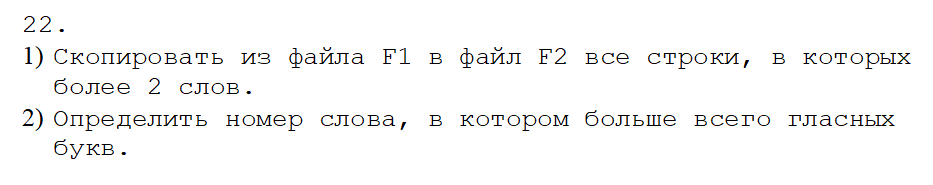 22.
1) Скопировать из файла F1 в файл F2 все строки, в которых
более 2 слов.
2) Определить номер слова, в котором больше всего гласных
букв.